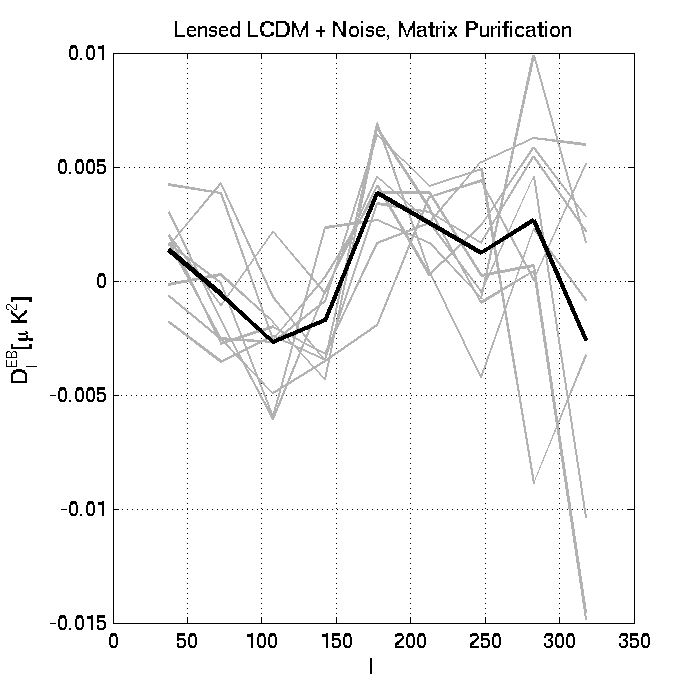 Lensed LCDM + Noise, Matrix Purification
0.01
0.005
0
-0.005
-0.01
-0.015
0 50 100 150 200 250 300 350
l
D_l^EB [μ K^2]